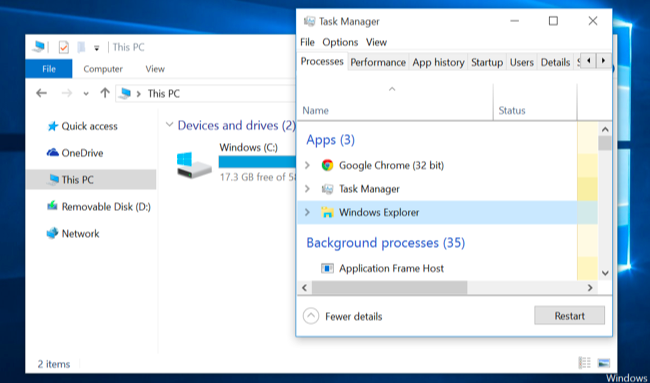 This PC
File
Computer
View
This PC
Quick access
OneDrive
This PC
Removable Disk (D:)
Network
Devices and drives (2)
Windows (C:)
17.3 GB free of
2 items
Task Manager
File Options View
Processes Performance App history Startup Users Details
Name Status
Apps (3)
Google Chrome (32 bit)
Task Manager
Windows Explorer
Background processes (35)
Application Frame Host
Fewer details
Restart
Windows